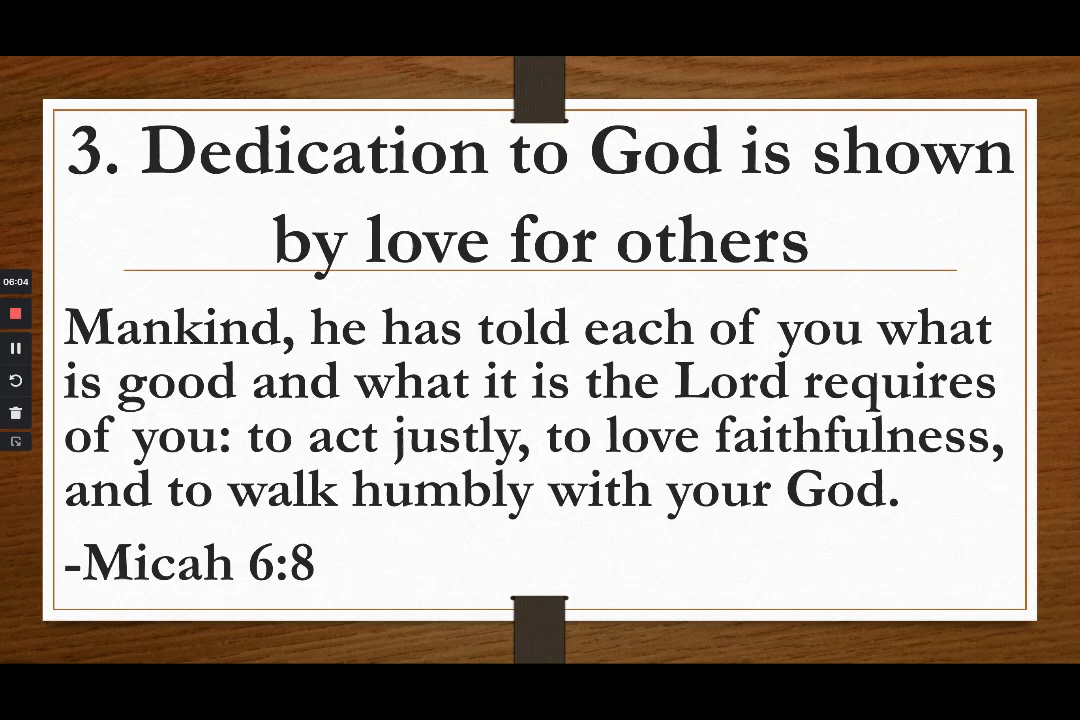 3. Dedication to God is shown
by love for others
06:04
Mankind, he has told each of you what
is good and what it is the Lord requires
of you: to act justly, to love faithfulness,
and to walk humbly with your God.
-Micah 6:8